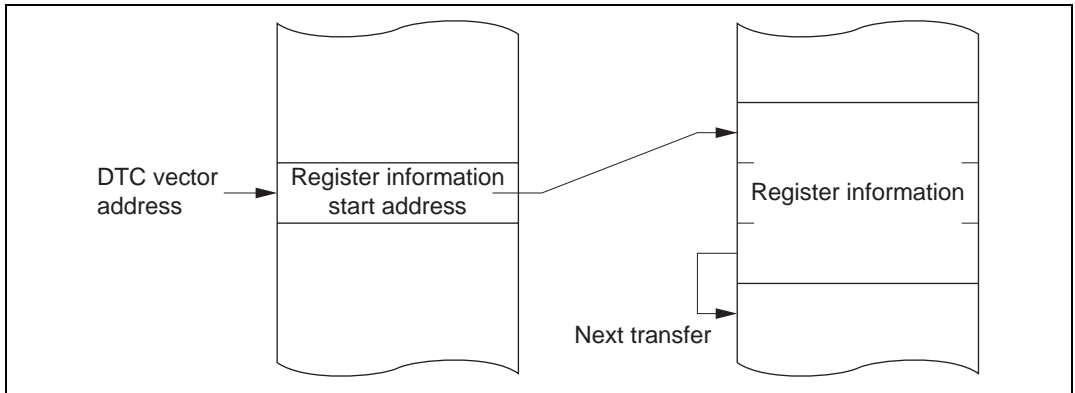 DTC vector
address
Register information
start address
Register information
Next transfer